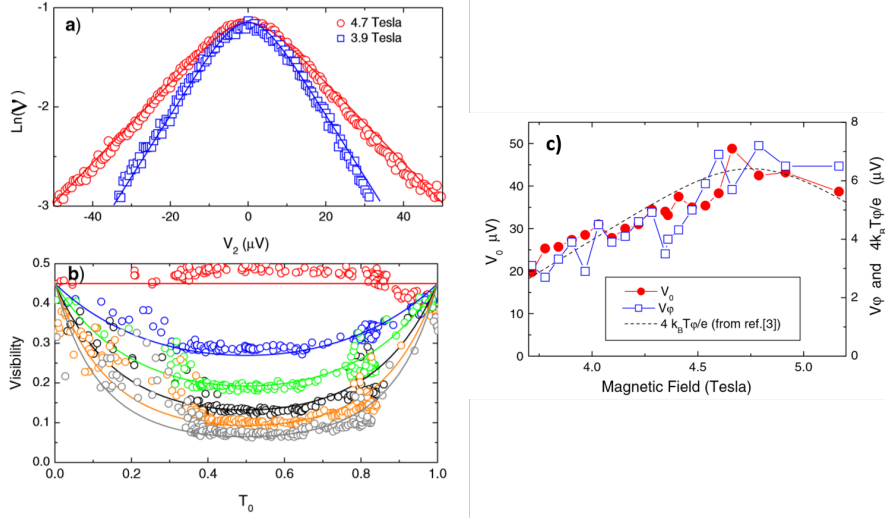 a)
4.7 Tesla
3.9 Tesla
-1
-2
-3
Ln(𝒱)
-40 -20 0 20 40
V₂ (μV)
b)
0.5
0.4
0.3
0.2
0.1
0.0
Visibility
0.0 0.2 0.4 0.6 0.8 1.0
T₀
c)
50
40
30
20
10
0
V₀ μV
8
6
4
2
0
Vφ and 4k_BTφ/e (μV)
V₀
Vφ
4 k_BTφ/e (from ref.[3])
4.0 4.5 5.0
Magnetic Field (Tesla)